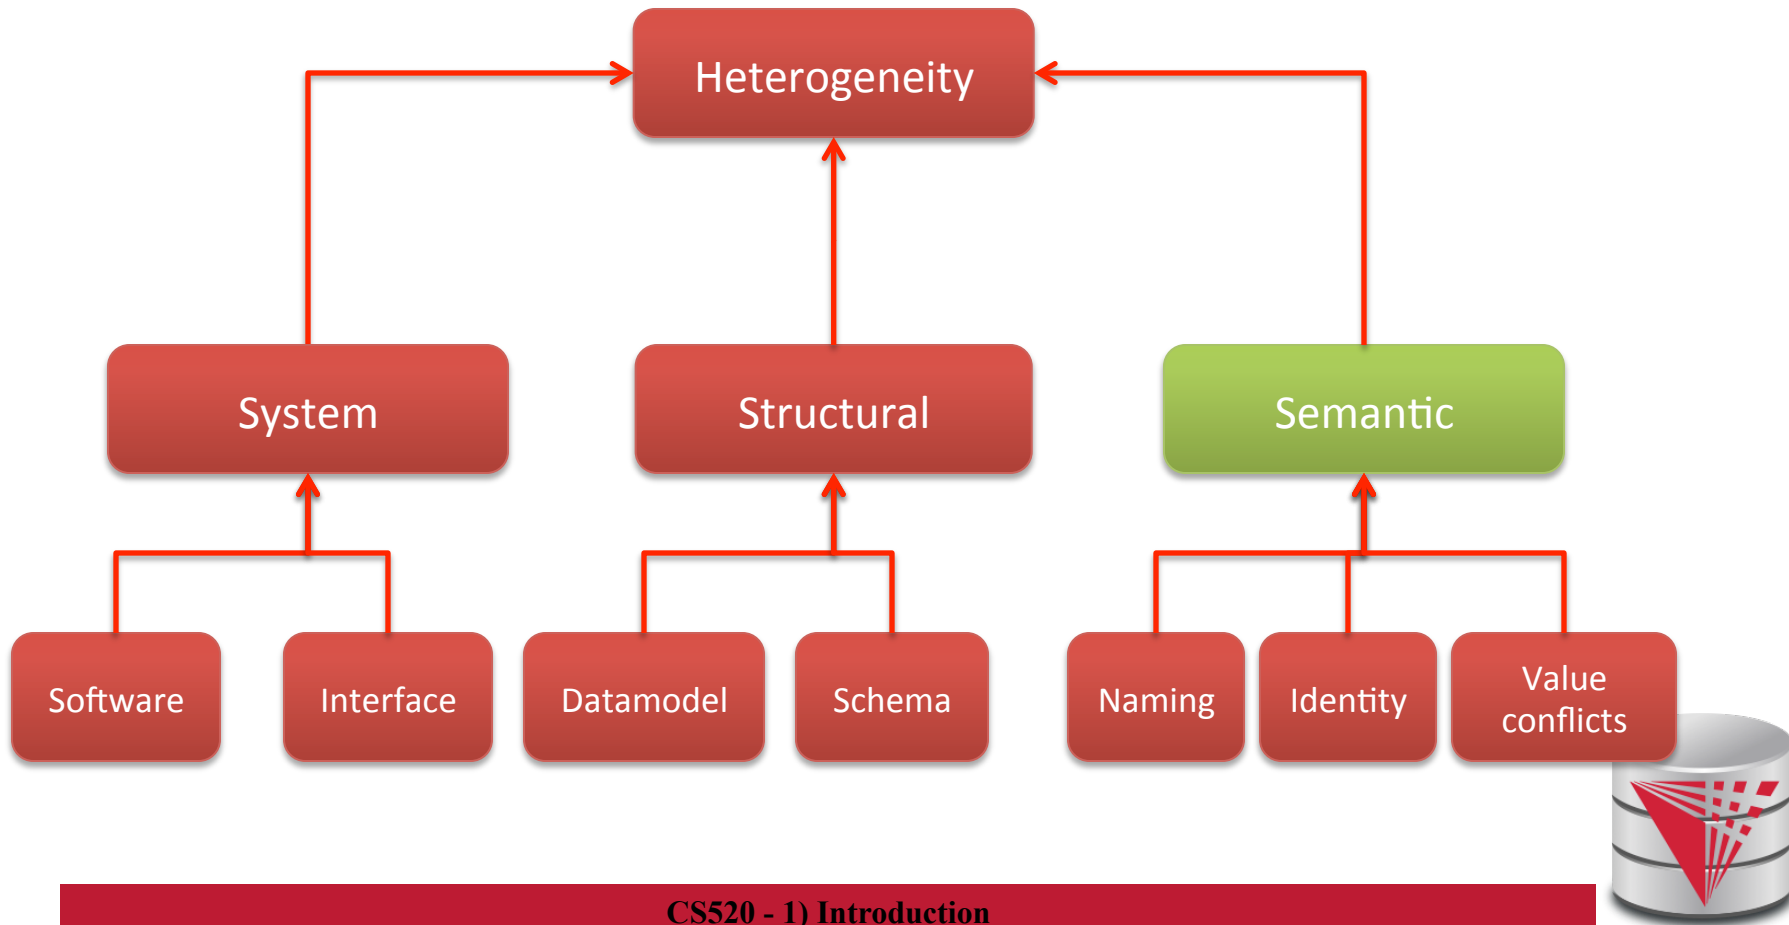 Heterogeneity
System
Structural
Semantic
Software
Interface
Datamodel
Schema
Naming
Identity
Value
conflicts
CS520 - 1) Introduction